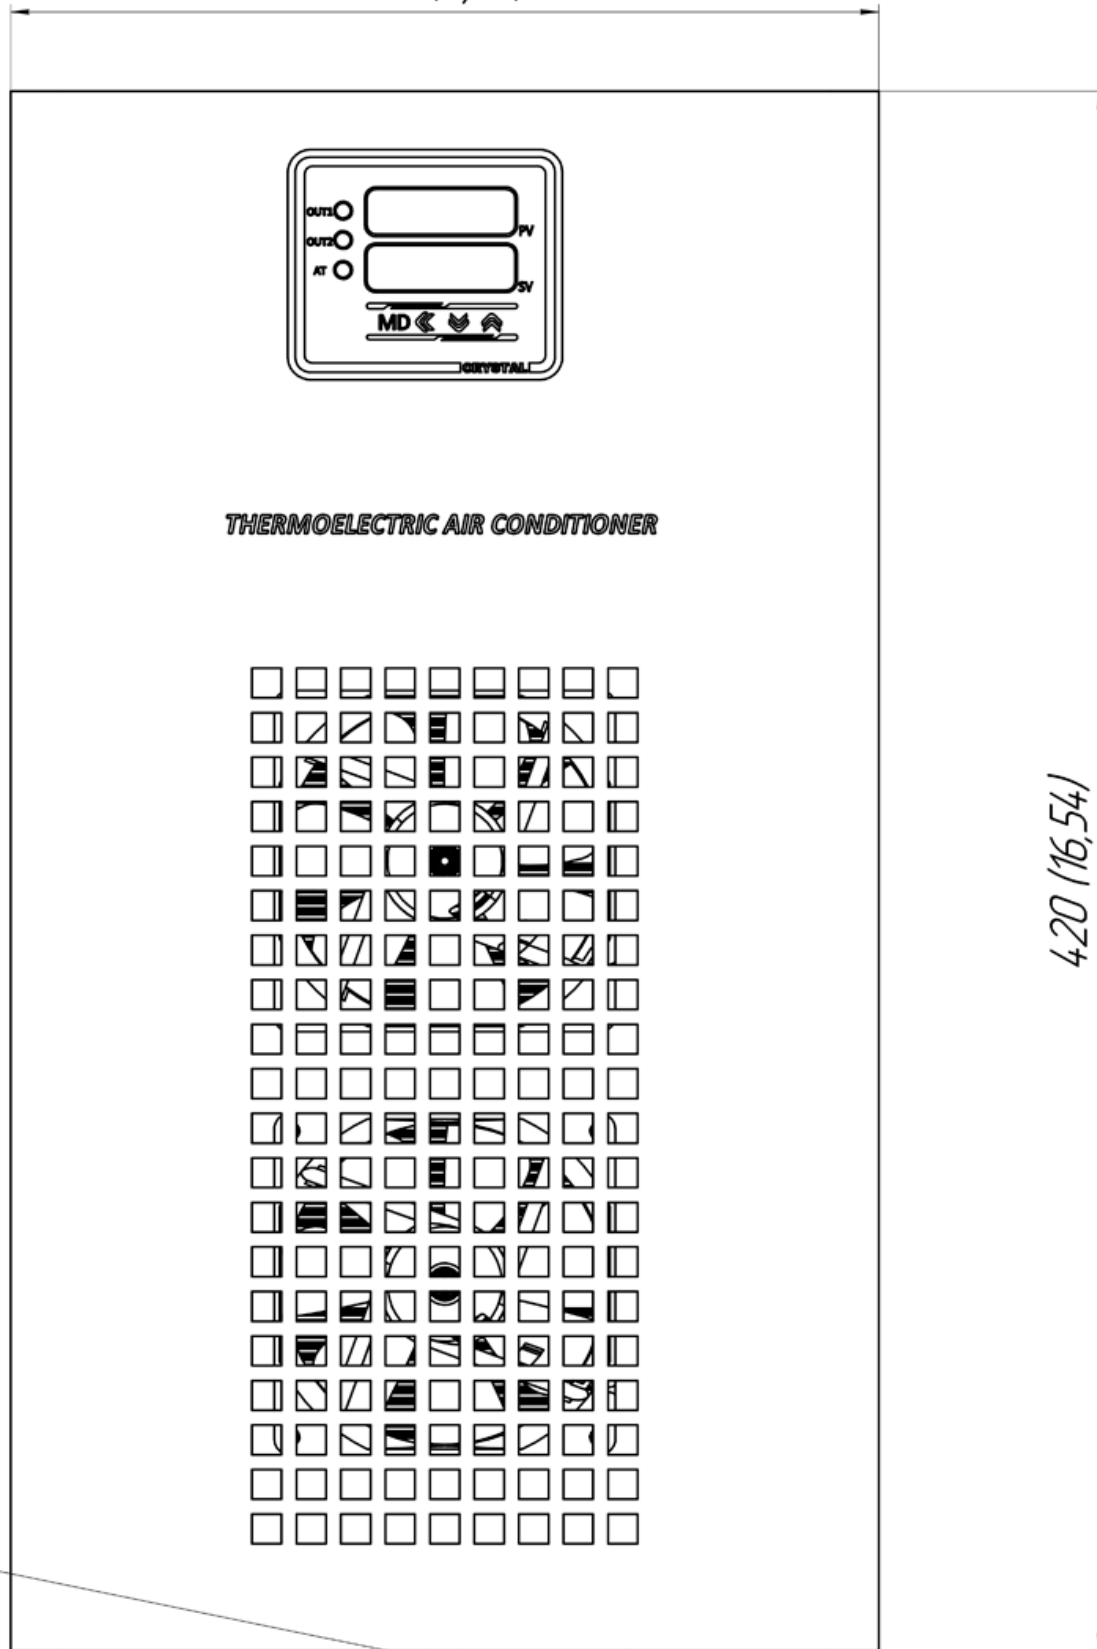 OUT1
PV
OUT2
AT
SV
MD
CRYSTAL
THERMOELECTRIC AIR CONDITIONER
420 (16,54)